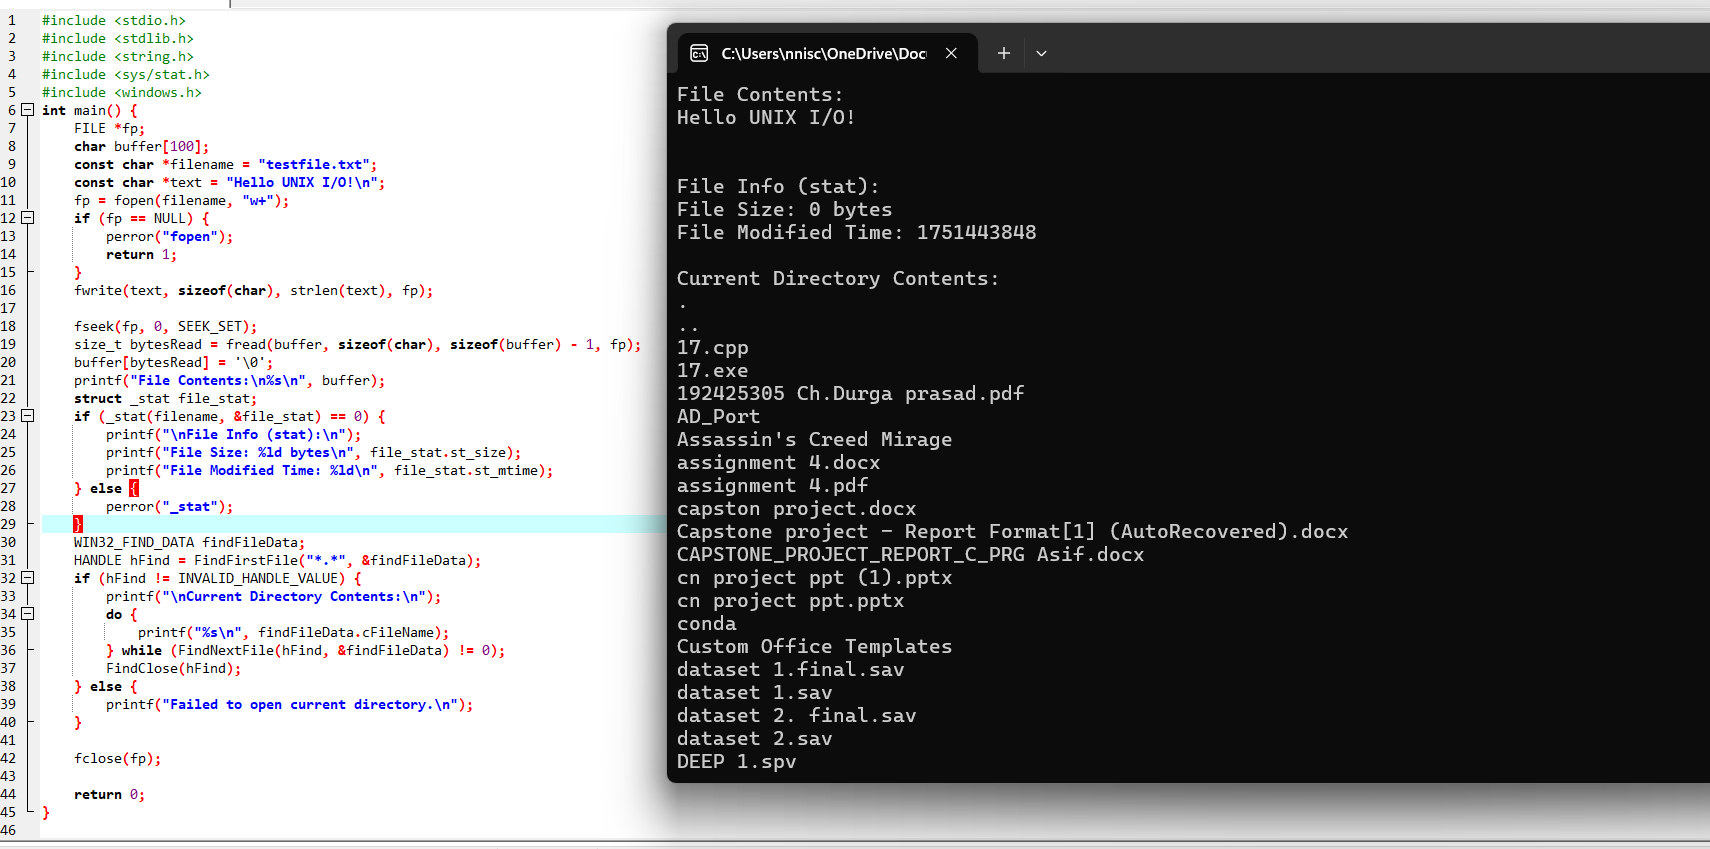 1 #include <stdio.h>
2 #include <stdlib.h>
3 #include <string.h>
4 #include <sys/stat.h>
5 #include <windows.h>
6 int main() {
7 FILE *fp;
8 char buffer[100];
9 const char *filename = "testfile.txt";
10 const char *text = "Hello UNIX I/O!\n";
11 fp = fopen(filename, "w+");
12 if (fp == NULL) {
13 perror("fopen");
14 return 1;
15 }
16 fwrite(text, sizeof(char), strlen(text), fp);
17
18 fseek(fp, 0, SEEK_SET);
19 size_t bytesRead = fread(buffer, sizeof(char), sizeof(buffer) - 1, fp);
20 buffer[bytesRead] = '\0';
21 printf("File Contents:\n%s\n", buffer);
22 struct _stat file_stat;
23 if (_stat(filename, &file_stat) == 0) {
24 printf("\nFile Info (stat):\n");
25 printf("File Size: %ld bytes\n", file_stat.st_size);
26 printf("File Modified Time: %ld\n", file_stat.st_mtime);
27 } else {
28 perror("_stat");
29 }
30 WIN32_FIND_DATA findFileData;
31 HANDLE hFind = FindFirstFile("*.*", &findFileData);
32 if (hFind != INVALID_HANDLE_VALUE) {
33 printf("\nCurrent Directory Contents:\n");
34 do {
35 printf("%s\n", findFileData.cFileName);
36 } while (FindNextFile(hFind, &findFileData) != 0);
37 FindClose(hFind);
38 } else {
39 printf("Failed to open current directory.\n");
40 }
41
42 fclose(fp);
43
44 return 0;
45 }
46
C:\Users\nnisc\OneDrive\Doc
File Contents:
Hello UNIX I/O!
File Info (stat):
File Size: 0 bytes
File Modified Time: 1751443848
Current Directory Contents:
.
..
17.cpp
17.exe
192425305 Ch.Durga prasad.pdf
AD_Port
Assassin's Creed Mirage
assignment 4.docx
assignment 4.pdf
capston project.docx
Capstone project - Report Format[1] (AutoRecovered).docx
CAPSTONE_PROJECT_REPORT_C_PRG Asif.docx
cn project ppt (1).pptx
cn project ppt.pptx
conda
Custom Office Templates
dataset 1.final.sav
dataset 1.sav
dataset 2. final.sav
dataset 2.sav
DEEP 1.spv